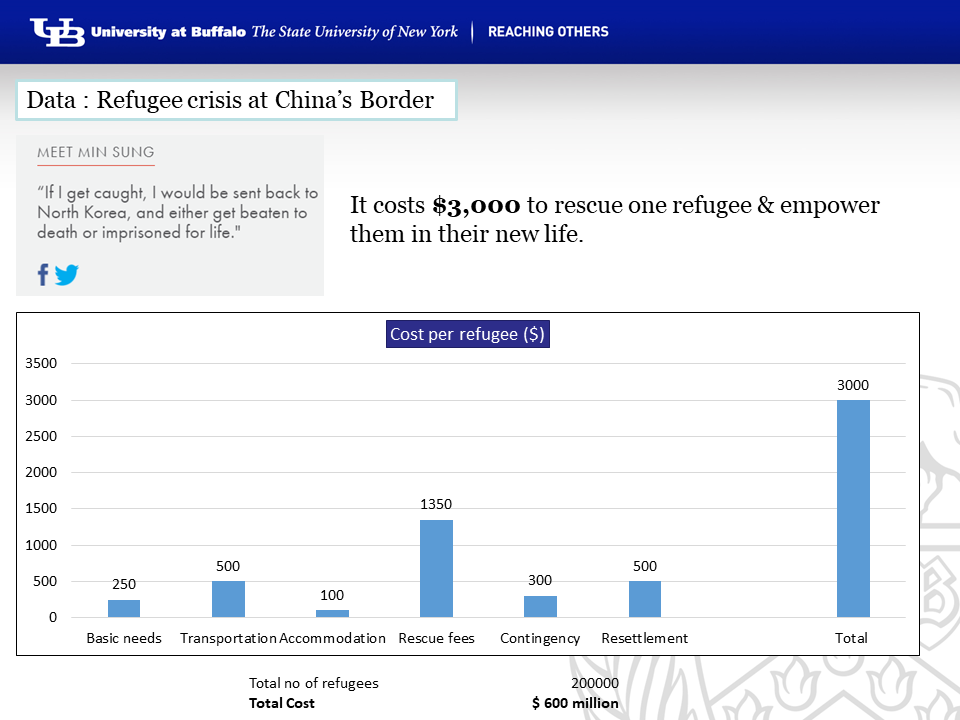 UB University at Buffalo The State University of New York | REACHING OTHERS
Data : Refugee crisis at China’s Border
MEET MIN SUNG
“If I get caught, I would be sent back to
North Korea, and either get beaten to
death or imprisoned for life."
It costs $3,000 to rescue one refugee & empower
them in their new life.
Cost per refugee ($)
3500
3000
2500
2000
1500
1000
500
0
250
500
100
1350
300
500
3000
Basic needs Transportation Accommodation Rescue fees Contingency Resettlement Total
Total no of refugees 200000
Total Cost $ 600 million